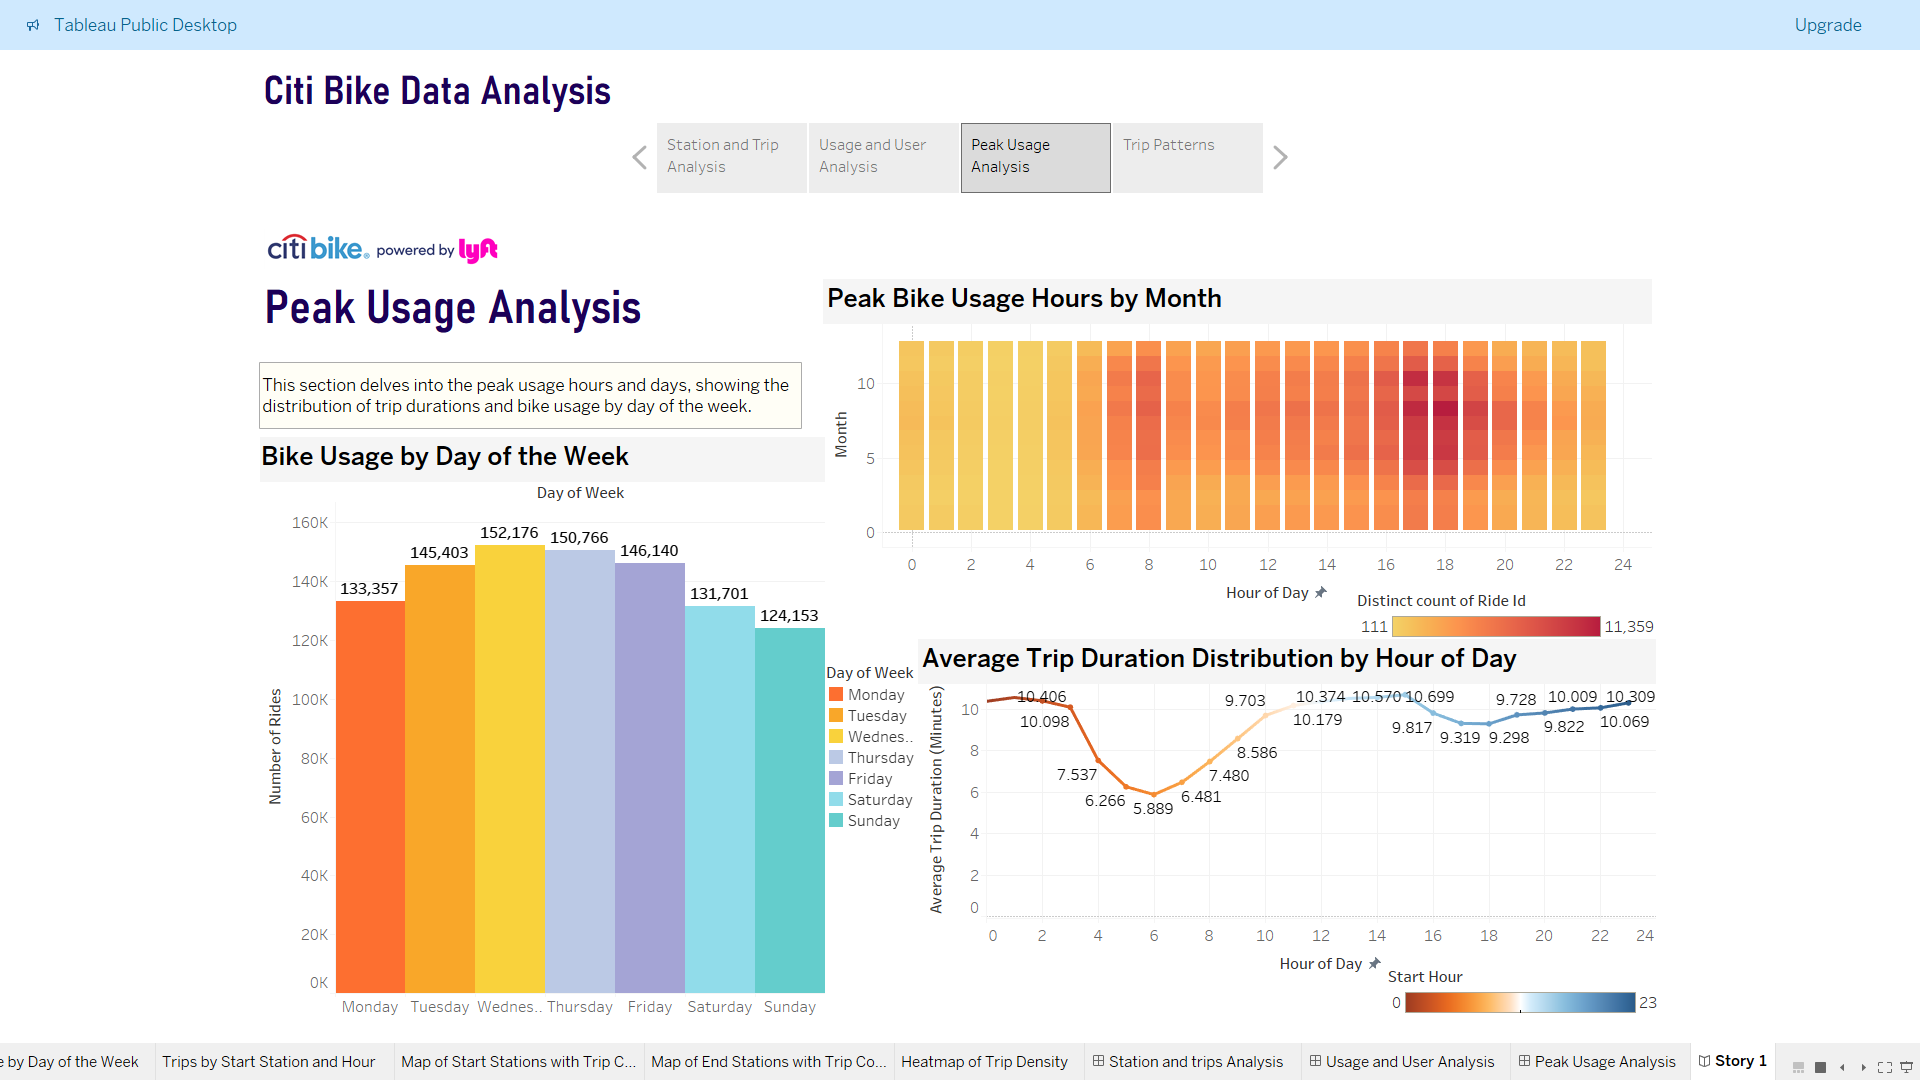 Tableau Public Desktop
Upgrade
Citi Bike Data Analysis
Station and Trip
Analysis
Usage and User
Analysis
Peak Usage
Analysis
Trip Patterns
citi bike® powered by lyft
Peak Usage Analysis
This section delves into the peak usage hours and days, showing the
distribution of trip durations and bike usage by day of the week.
Bike Usage by Day of the Week
Day of Week
Number of Rides
160K
140K
120K
100K
80K
60K
40K
20K
0K
133,357
145,403
152,176
150,766
146,140
131,701
124,153
Monday Tuesday Wednes.. Thursday Friday Saturday Sunday
Day of Week
Monday
Tuesday
Wednes..
Thursday
Friday
Saturday
Sunday
Peak Bike Usage Hours by Month
Month
10
5
0
0 2 4 6 8 10 12 14 16 18 20 22 24
Hour of Day
Distinct count of Ride Id
111 11,359
Average Trip Duration Distribution by Hour of Day
Average Trip Duration (Minutes)
10
8
6
4
2
0
10.406
10.098
7.537
6.266
5.889
6.481
7.480
8.586
9.703
10.179
10.374
10.570
10.699
9.817
9.319
9.298
9.728
9.822
10.009
10.069
10.309
0 2 4 6 8 10 12 14 16 18 20 22 24
Hour of Day
Start Hour
0 23
e by Day of the Week
Trips by Start Station and Hour
Map of Start Stations with Trip C...
Map of End Stations with Trip Co...
Heatmap of Trip Density
Station and trips Analysis
Usage and User Analysis
Peak Usage Analysis
Story 1